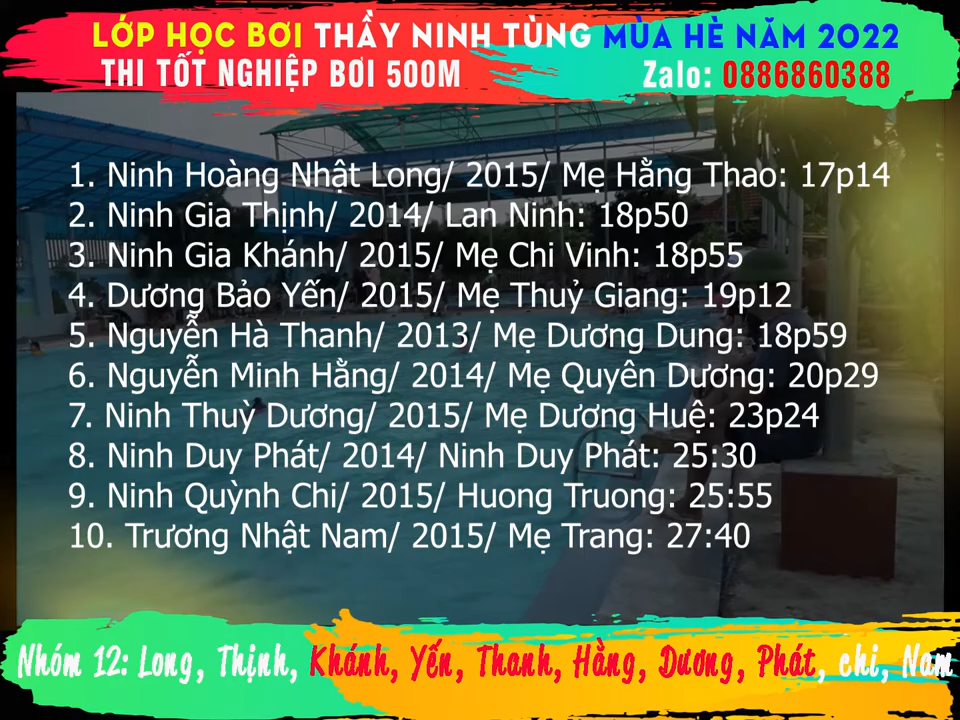 LỚP HỌC BƠI THẦY NINH TÙNG MÙA HÈ NĂM 2022
THI TỐT NGHIỆP BƠI 500M Zalo: 0886860388
1. Ninh Hoàng Nhật Long/ 2015/ Mẹ Hằng Thao: 17p14
2. Ninh Gia Thịnh/ 2014/ Lan Ninh: 18p50
3. Ninh Gia Khánh/ 2015/ Mẹ Chi Vinh: 18p55
4. Dương Bảo Yến/ 2015/ Mẹ Thuỷ Giang: 19p12
5. Nguyễn Hà Thanh/ 2013/ Mẹ Dương Dung: 18p59
6. Nguyễn Minh Hằng/ 2014/ Mẹ Quyên Dương: 20p29
7. Ninh Thuỳ Dương/ 2015/ Mẹ Dương Huệ: 23p24
8. Ninh Duy Phát/ 2014/ Ninh Duy Phát: 25:30
9. Ninh Quỳnh Chi/ 2015/ Huong Truong: 25:55
10. Trương Nhật Nam/ 2015/ Mẹ Trang: 27:40
Nhóm 12: Long, Thịnh, Khánh, Yến, Thanh, Hằng, Dương, Phát, chi, Nam